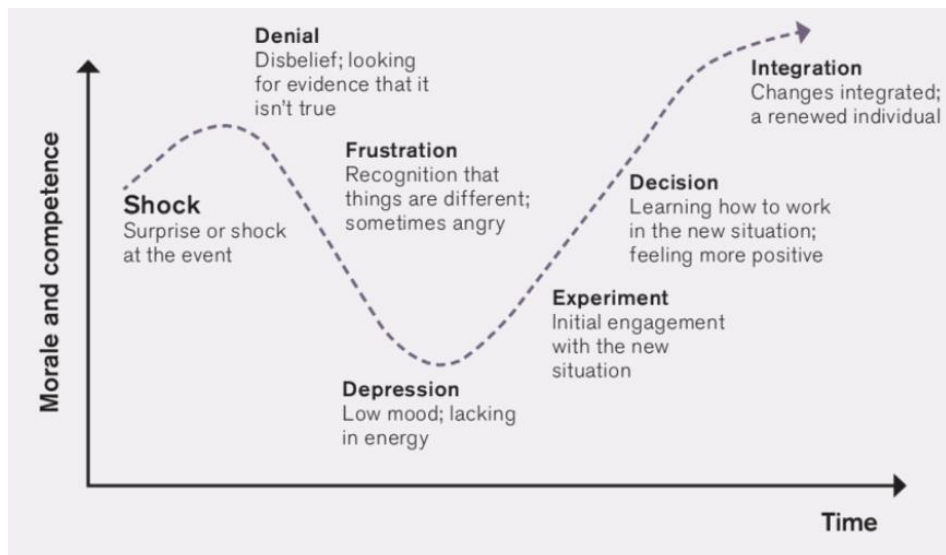 Denial
Disbelief; looking
for evidence that it
isn't true
Integration
Changes integrated;
a renewed individual
Frustration
Recognition that
things are different;
sometimes angry
Decision
Learning how to work
in the new situation;
feeling more positive
Shock
Surprise or shock
at the event
Experiment
Initial engagement
with the new
situation
Depression
Low mood; lacking
in energy
Morale and competence
Time